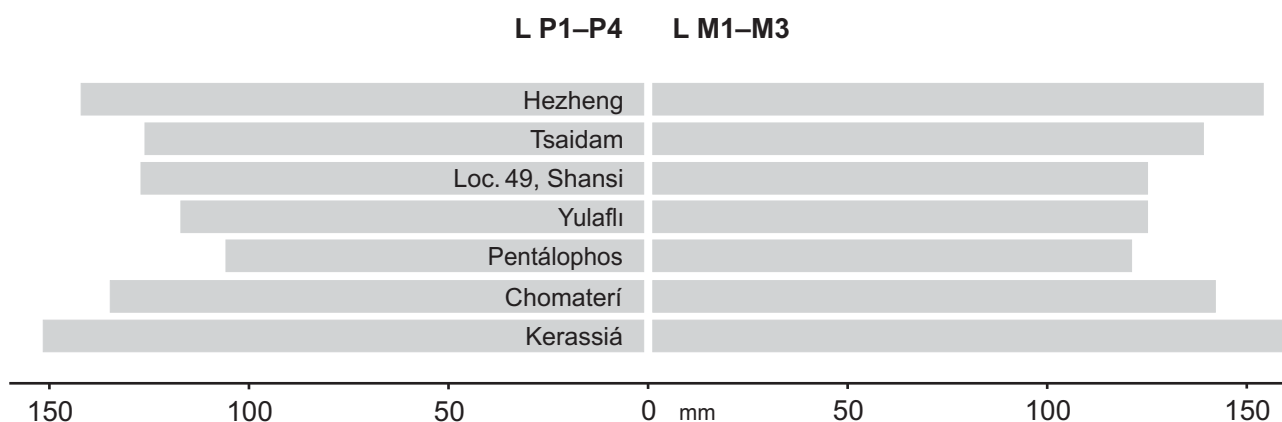 L P1–P4 L M1–M3
Hezheng
Tsaidam
Loc. 49, Shansi
Yulaflı
Pentálophos
Chomaterí
Kerassiá
150 100 50 0 mm 50 100 150